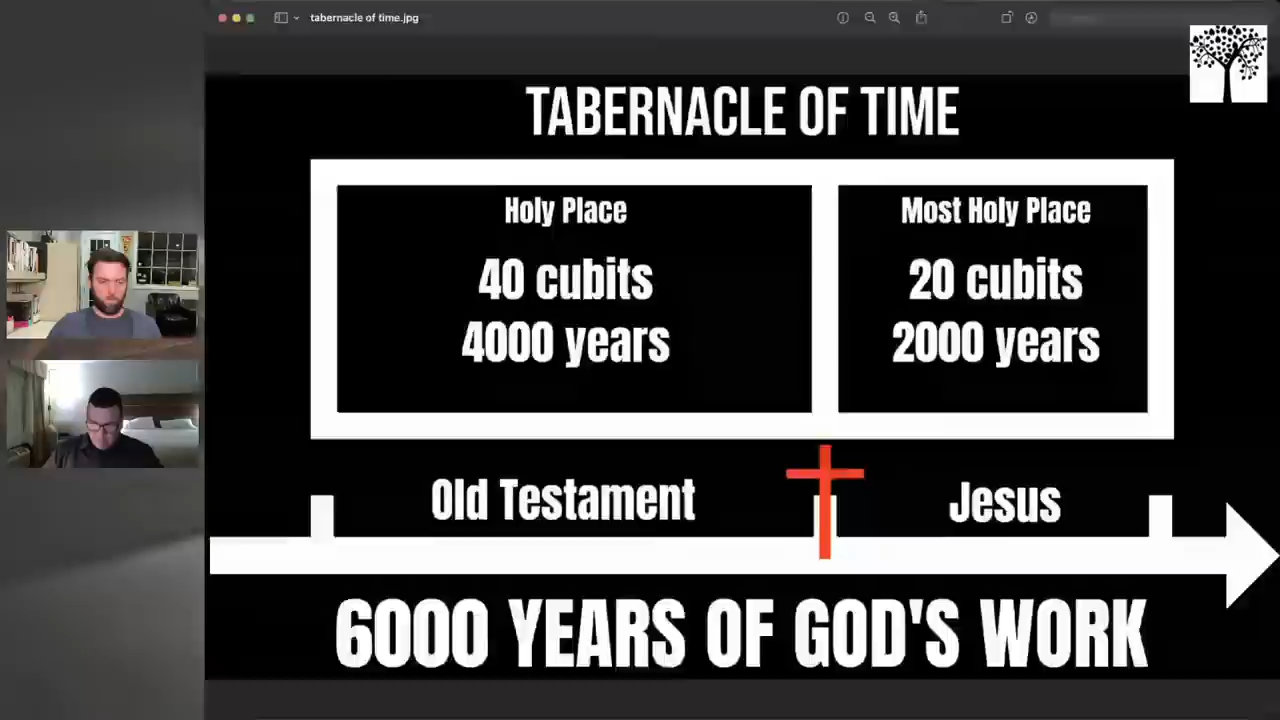 tabernacle of time.jpg
TABERNACLE OF TIME
Holy Place
40 cubits
4000 years
Most Holy Place
20 cubits
2000 years
Old Testament
Jesus
6000 YEARS OF GOD'S WORK